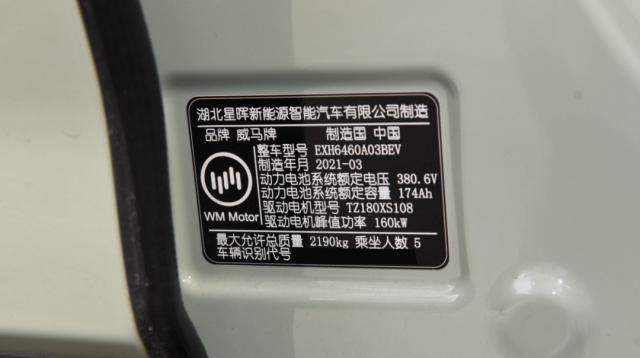 湖北星晖新能源智能汽车有限公司制造
品牌 威马牌 制造国 中国
整车型号 EXH6460A03BEV
制造年月 2021-03
动力电池系统额定电压 380.6V
动力电池系统额定容量 174Ah
驱动电机型号 TZ180XS108
驱动电机峰值功率 160kW
WM Motor
最大允许总质量 2190kg 乘坐人数 5
车辆识别代号